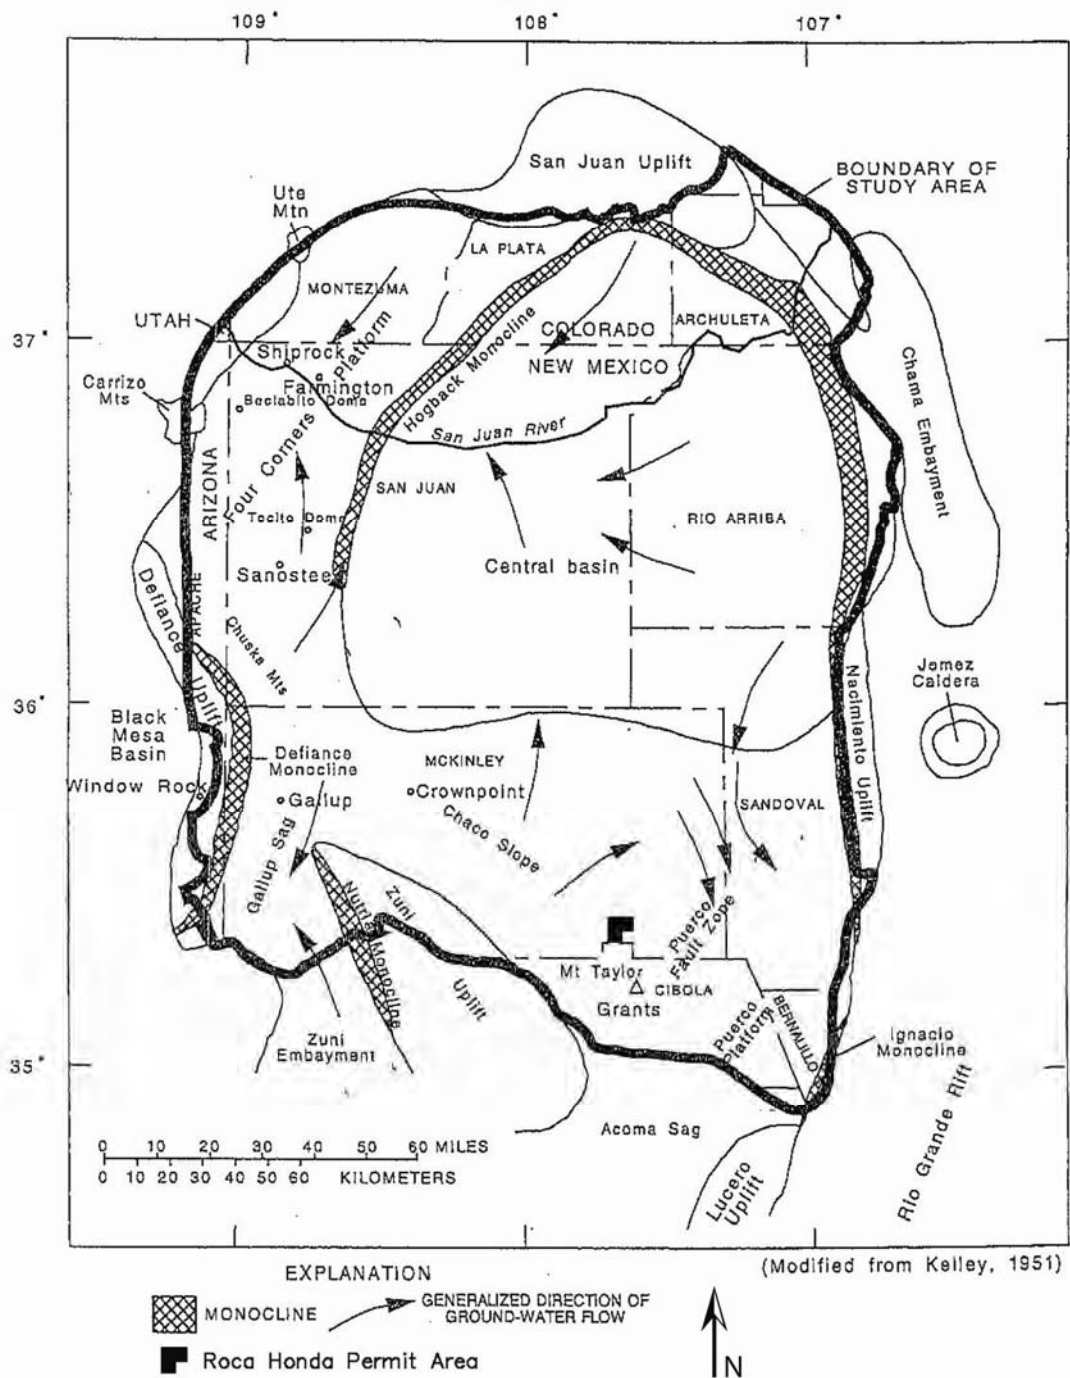 109°
108°
107°
San Juan Uplift
BOUNDARY OF
STUDY AREA
Ute
Mtn
LA PLATA
MONTEZUMA
UTAH
37°
COLORADO
ARCHULETA
NEW MEXICO
Shiprock
Farmington
Four Corners Platform
Hogback Monocline
Carrizo
Mts
Beclabito Dome
San Juan River
Chama Embayment
ARIZONA
SAN JUAN
RIO ARRIBA
Tocito Dome
Sanostee
Central basin
APACHE
Defiance
Uplift
Chuska Mts
36°
Black
Mesa
Basin
Window Rock
Defiance
Monocline
MCKINLEY
Nacimiento Uplift
Jemez
Caldera
Gallup
Crownpoint
SANDOVAL
Chaco Slope
Gallup Sag
Nutria Monocline
Zuni
Uplift
Puerco
Fault Zone
Mt Taylor
CIBOLA
Grants
Puerco
Platform
BERNALILLO
Zuni
Embayment
Ignacio
Monocline
35°
Acoma Sag
Lucero
Uplift
Rio Grande Rift
0 10 20 30 40 50 60 MILES
0 10 20 30 40 50 60 KILOMETERS
(Modified from Kelley, 1951)
EXPLANATION
MONOCLINE
GENERALIZED DIRECTION OF
GROUND-WATER FLOW
Roca Honda Permit Area
N